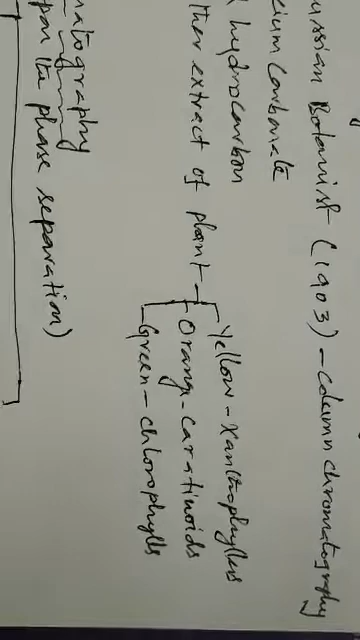 ussian Botanist (1903) - column chromatography
cium carbonate
hydrocarbon
ther extract of plant
Yellow - Xanthophylls
Orange - Caratinoids
Green - chlorophylls
matography
pon the phase separation)